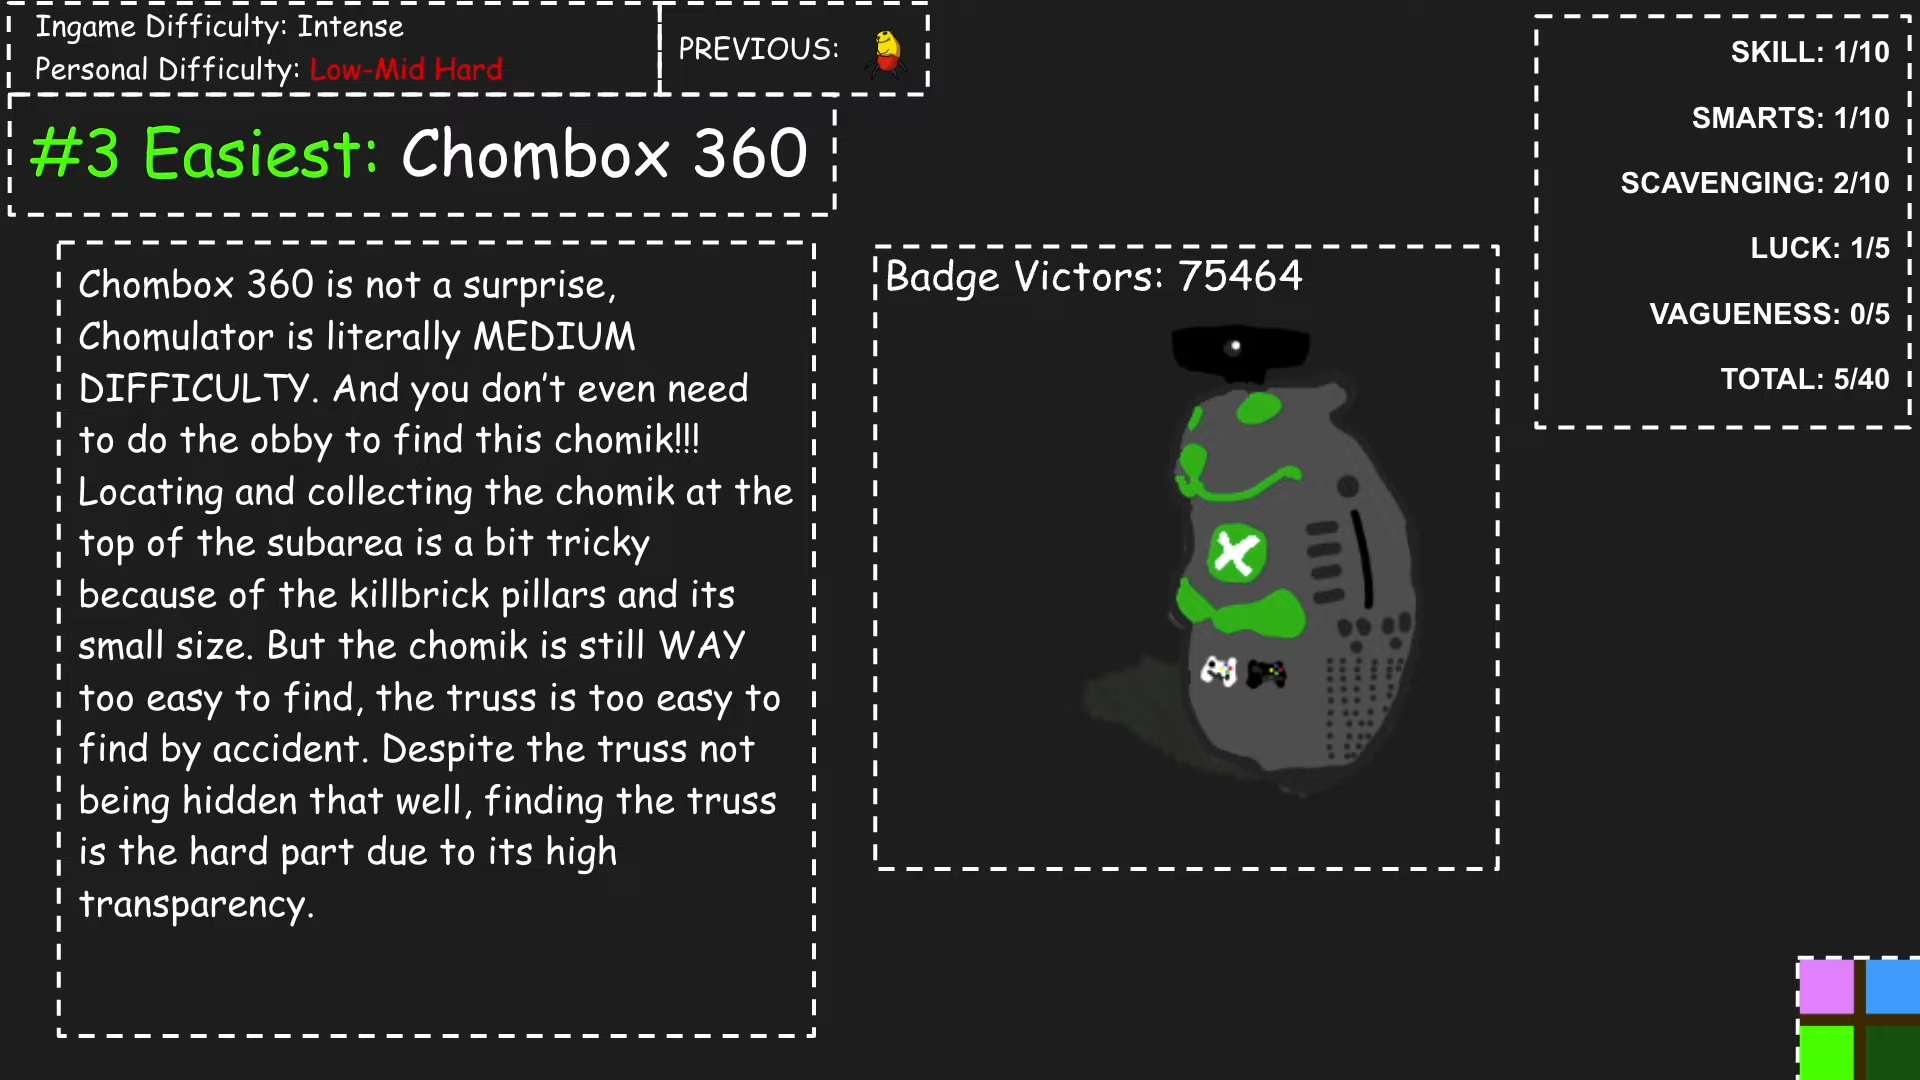 Ingame Difficulty: Intense
Personal Difficulty: Low-Mid Hard
PREVIOUS:
#3 Easiest: Chombox 360
Chombox 360 is not a surprise,
Chomulator is literally MEDIUM
DIFFICULTY. And you don't even need
to do the obby to find this chomik!!!
Locating and collecting the chomik at the
top of the subarea is a bit tricky
because of the killbrick pillars and its
small size. But the chomik is still WAY
too easy to find, the truss is too easy to
find by accident. Despite the truss not
being hidden that well, finding the truss
is the hard part due to its high
transparency.
Badge Victors: 75464
SKILL: 1/10
SMARTS: 1/10
SCAVENGING: 2/10
LUCK: 1/5
VAGUENESS: 0/5
TOTAL: 5/40